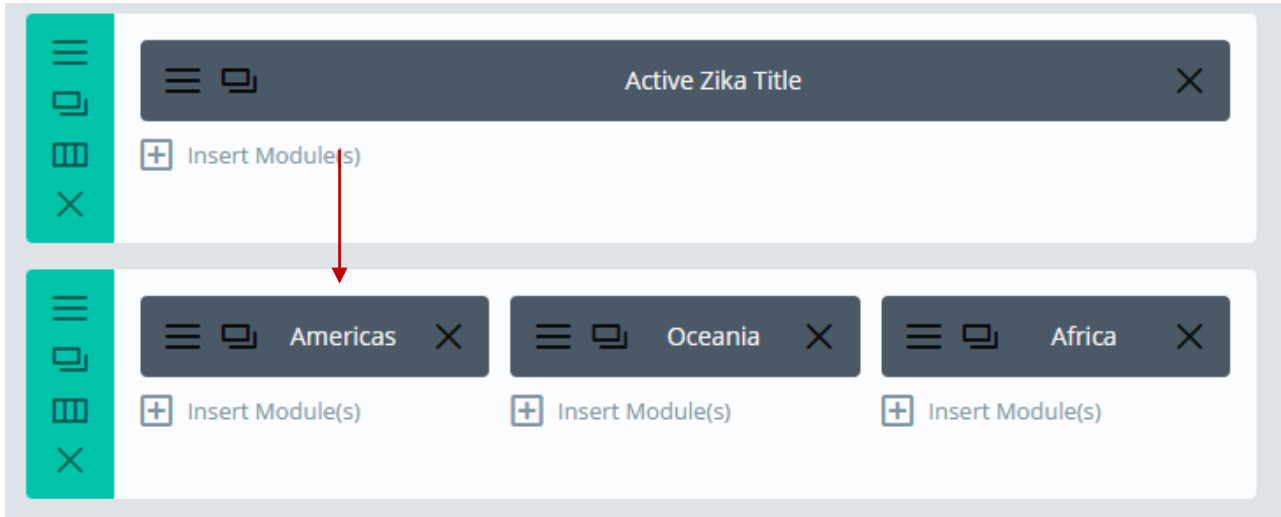 Active Zika Title
Insert Module(s)
Americas Oceania Africa
Insert Module(s) Insert Module(s) Insert Module(s)